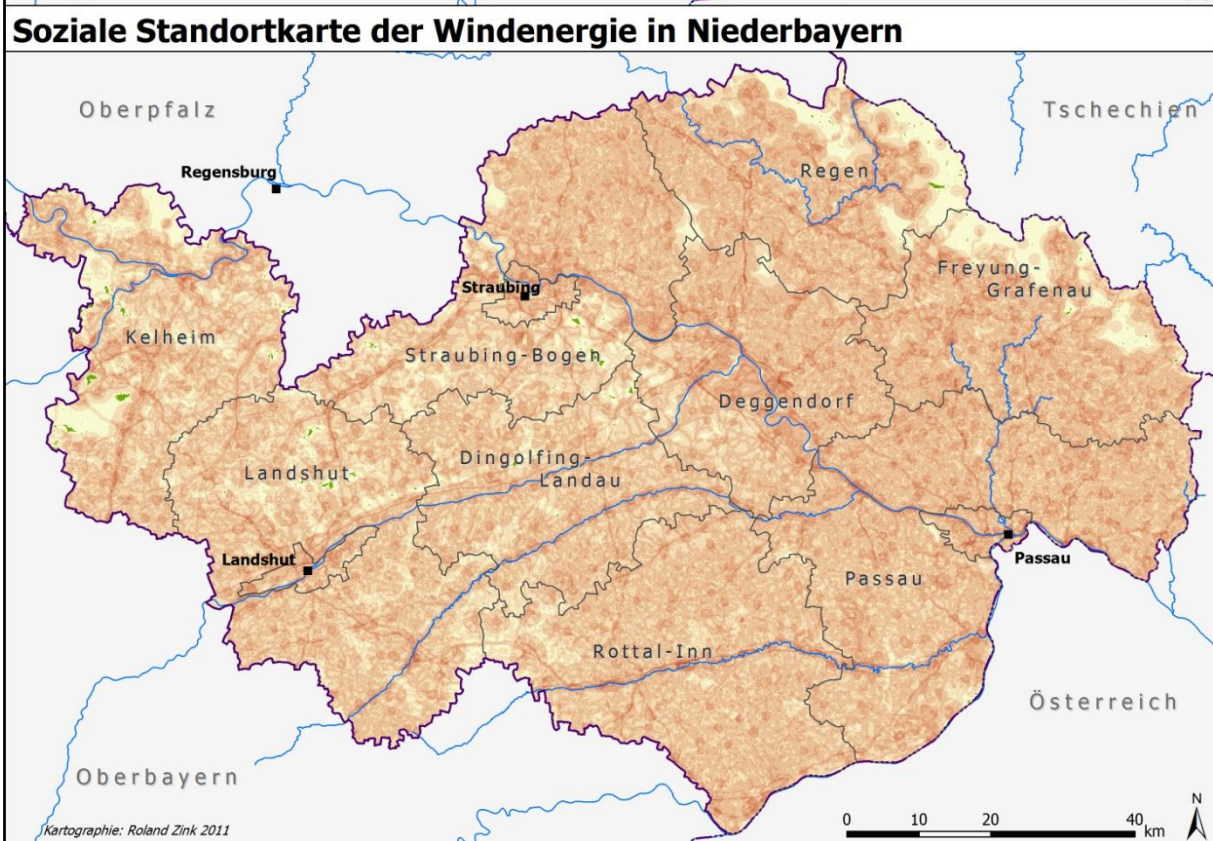 Soziale Standortkarte der Windenergie in Niederbayern
Oberpfalz
Tschechien
Regensburg
Regen
Freyung-
Grafenau
Straubing
Kelheim
Straubing-Bogen
Deggendorf
Landshut
Dingolfing-
Landau
Landshut
Passau
Passau
Rottal-Inn
Österreich
Oberbayern
Kartographie: Roland Zink 2011
0 10 20 40 km
N